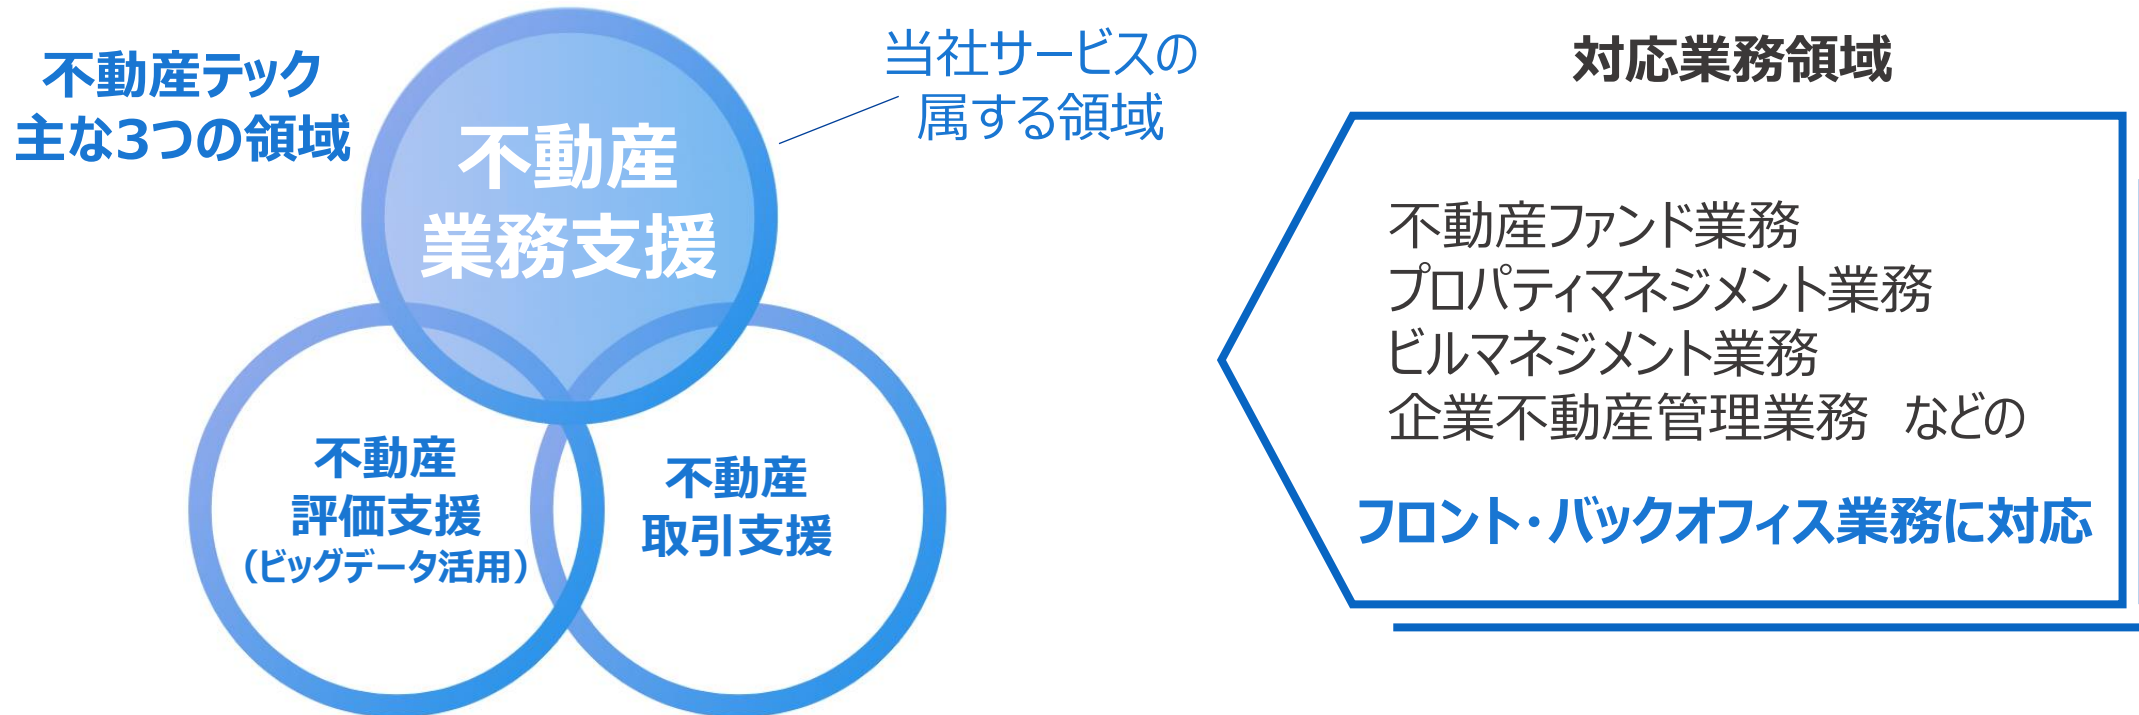 不動産テック
主な3つの領域
当社サービスの
属する領域
不動産
業務支援
不動産
評価支援
（ビッグデータ活用）
不動産
取引支援
対応業務領域
不動産ファンド業務
プロパティマネジメント業務
ビルマネジメント業務
企業不動産管理業務　などの
フロント・バックオフィス業務に対応